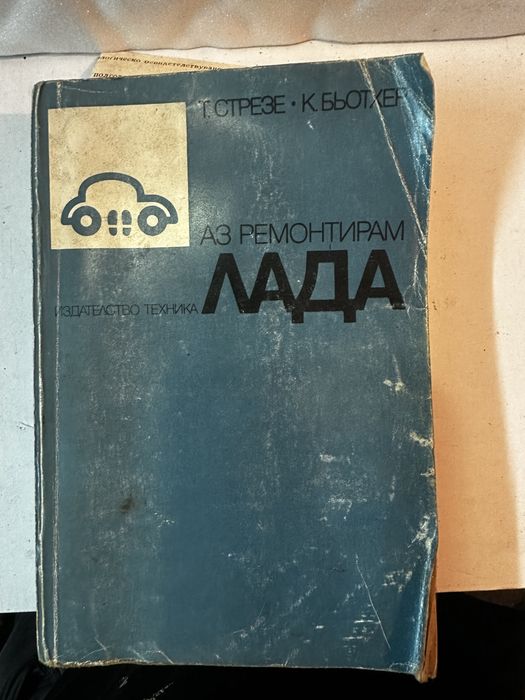 Т. СТРЕЗЕ • К. БЬОТХЕР
АЗ РЕМОНТИРАМ
ЛАДА
ИЗДАТЕЛСТВО ТЕХНИКА